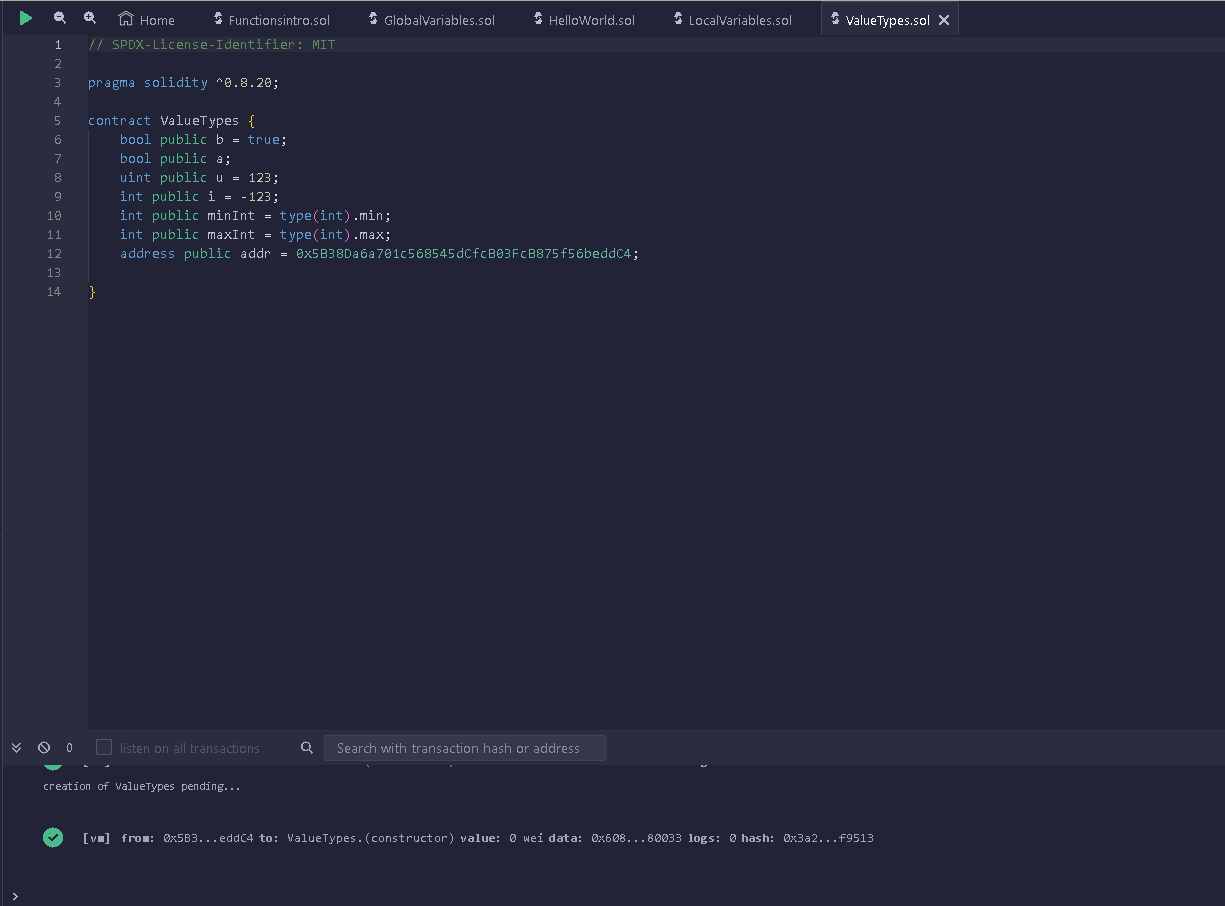 Home Functionsintro.sol GlobalVariables.sol HelloWorld.sol LocalVariables.sol ValueTypes.sol
1 // SPDX-License-Identifier: MIT
2
3 pragma solidity ^0.8.20;
4
5 contract ValueTypes {
6 bool public b = true;
7 bool public a;
8 uint public u = 123;
9 int public i = -123;
10 int public minInt = type(int).min;
11 int public maxInt = type(int).max;
12 address public addr = 0x5B38Da6a701c568545dCfcB03FcB875f56beddC4;
13
14 }
0 listen on all transactions Search with transaction hash or address
creation of ValueTypes pending...
[vm] from: 0x5B3...eddC4 to: ValueTypes.(constructor) value: 0 wei data: 0x608...80033 logs: 0 hash: 0x3a2...f9513
>